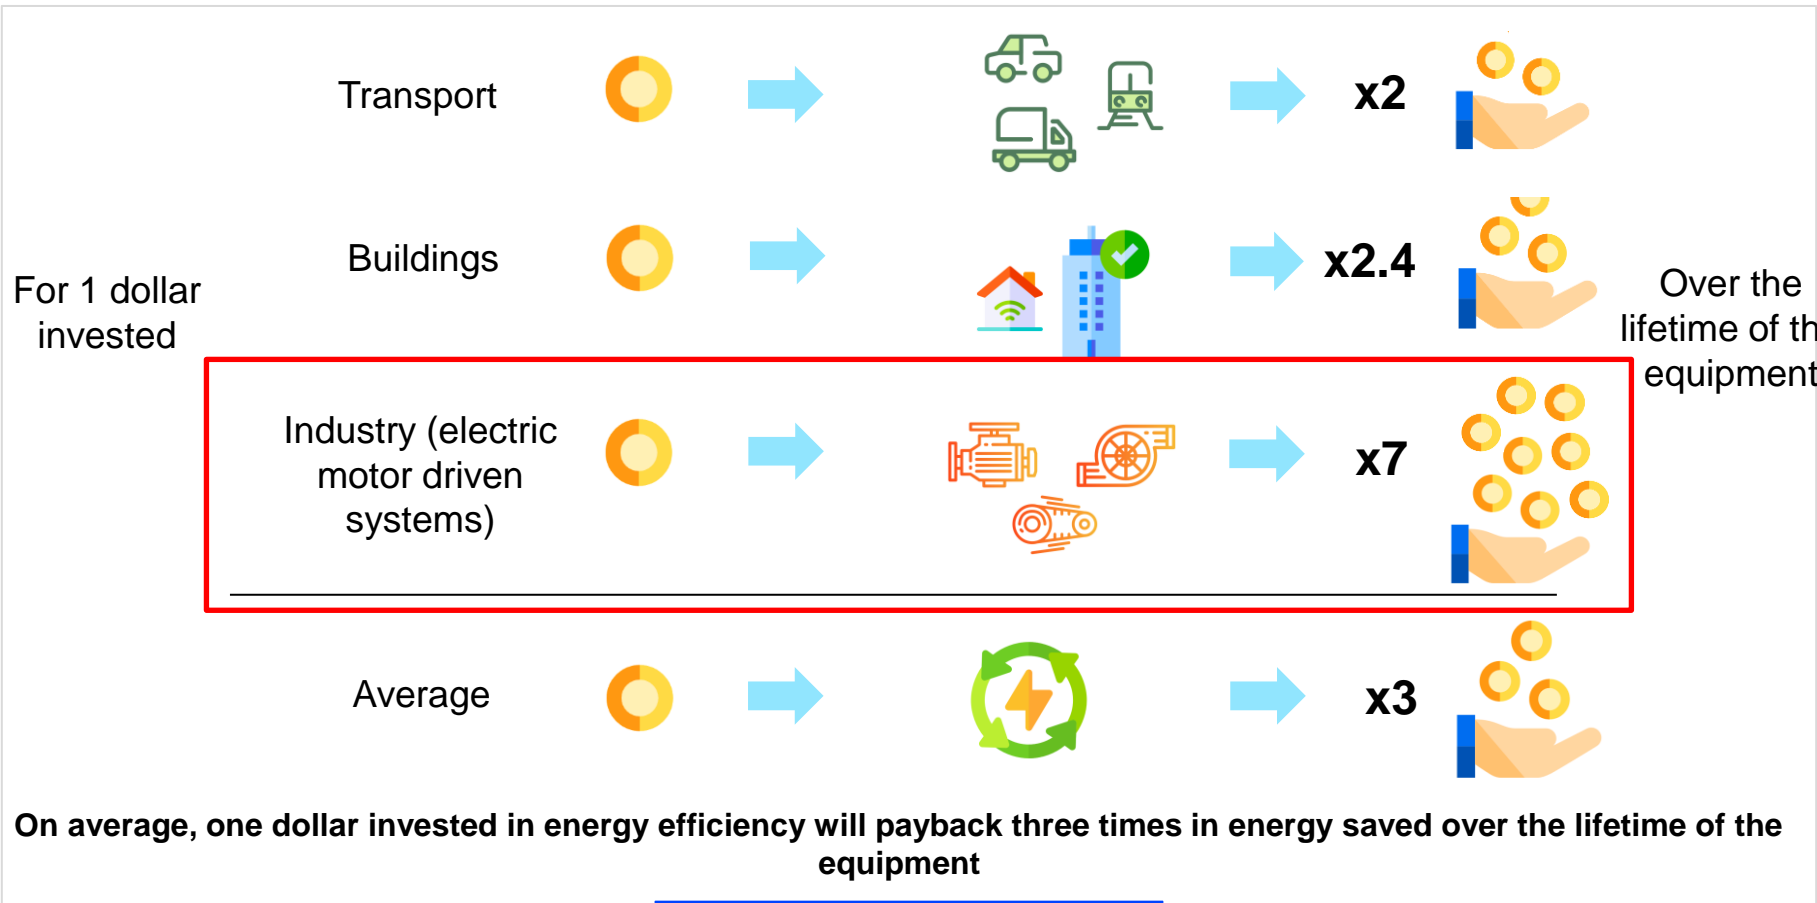 Transport
x2
Buildings
x2.4
For 1 dollar
invested
Over the
lifetime of th
equipment
Industry (electric
motor driven
systems)
x7
Average
x3
On average, one dollar invested in energy efficiency will payback three times in energy saved over the lifetime of the
equipment